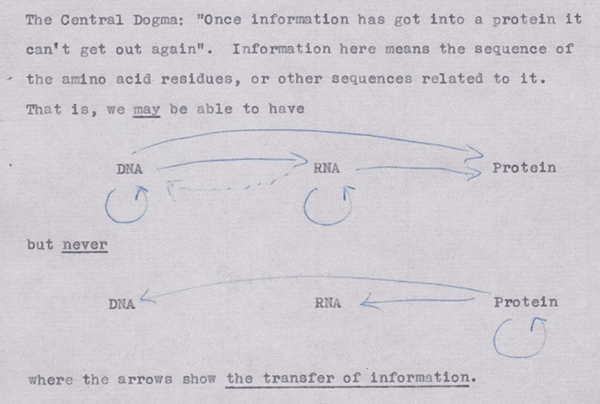 The Central Dogma: "Once information has got into a protein it
can't get out again". Information here means the sequence of
the amino acid residues, or other sequences related to it.
That is, we may be able to have
DNA RNA Protein
but never
DNA RNA Protein
where the arrows show the transfer of information.